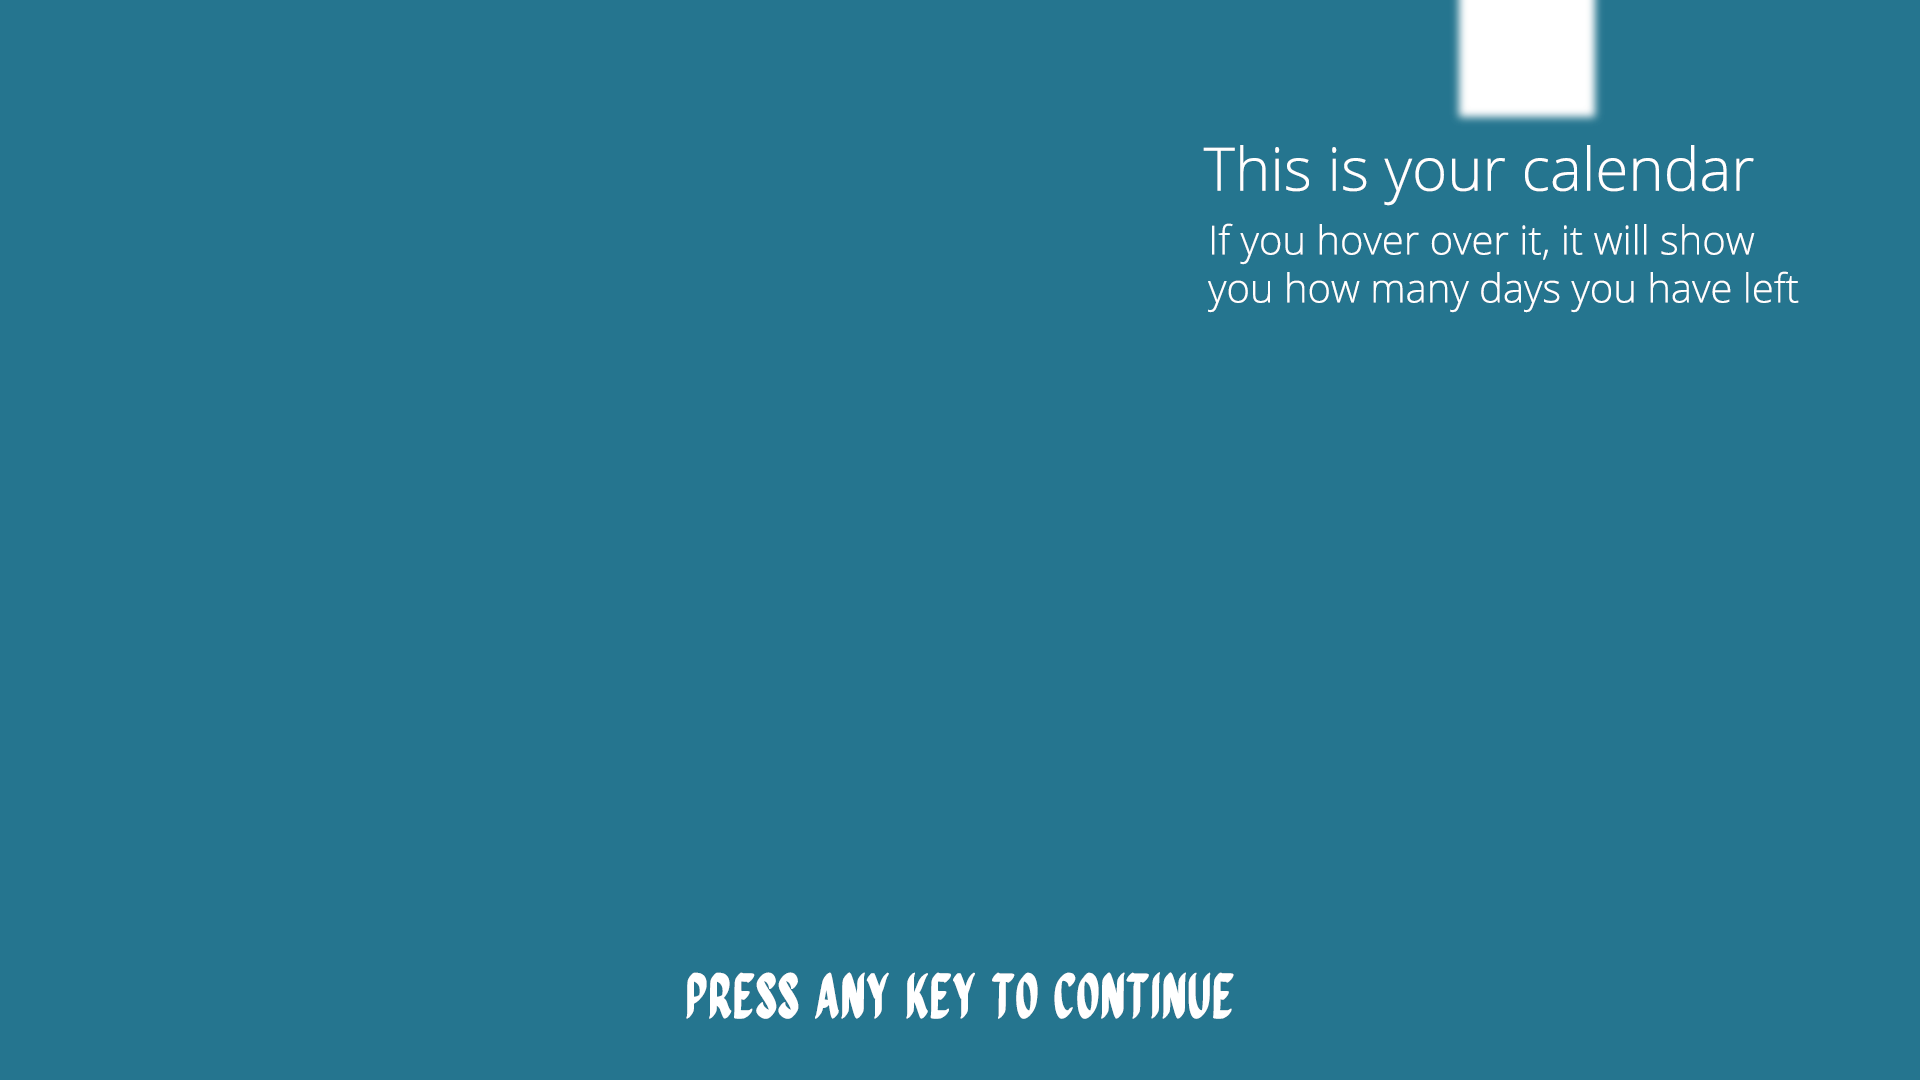 This is your calendar
If you hover over it, it will show
you how many days you have left
PRESS ANY KEY TO CONTINUE